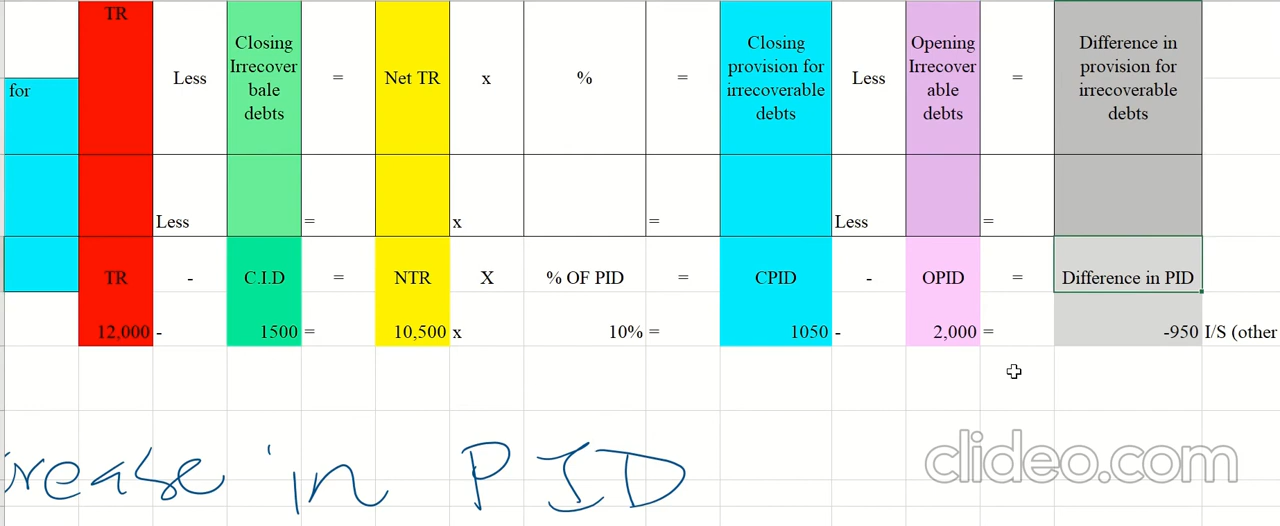 for
TR
Less
Closing
Irrecover
bale
debts
=
Net TR
x
%
=
Closing
provision for
irrecoverable
debts
Less
Opening
Irrecover
able
debts
=
Difference in
provision for
irrecoverable
debts
Less = x = Less =
TR - C.I.D = NTR X % OF PID = CPID - OPID = Difference in PID
12,000 - 1500 = 10,500 x 10% = 1050 - 2,000 = -950 I/S (other
in PID
clideo.com